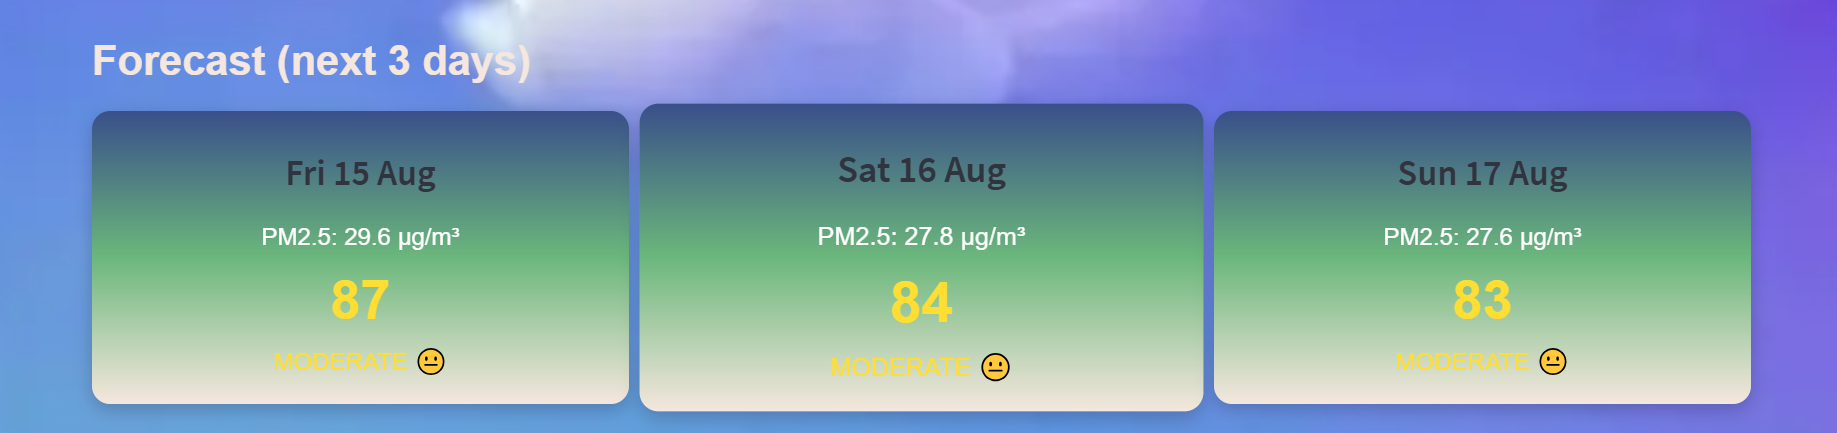 Forecast (next 3 days)
Fri 15 Aug
PM2.5: 29.6 µg/m³
87
MODERATE 😐
Sat 16 Aug
PM2.5: 27.8 µg/m³
84
MODERATE 😐
Sun 17 Aug
PM2.5: 27.6 µg/m³
83
MODERATE 😐